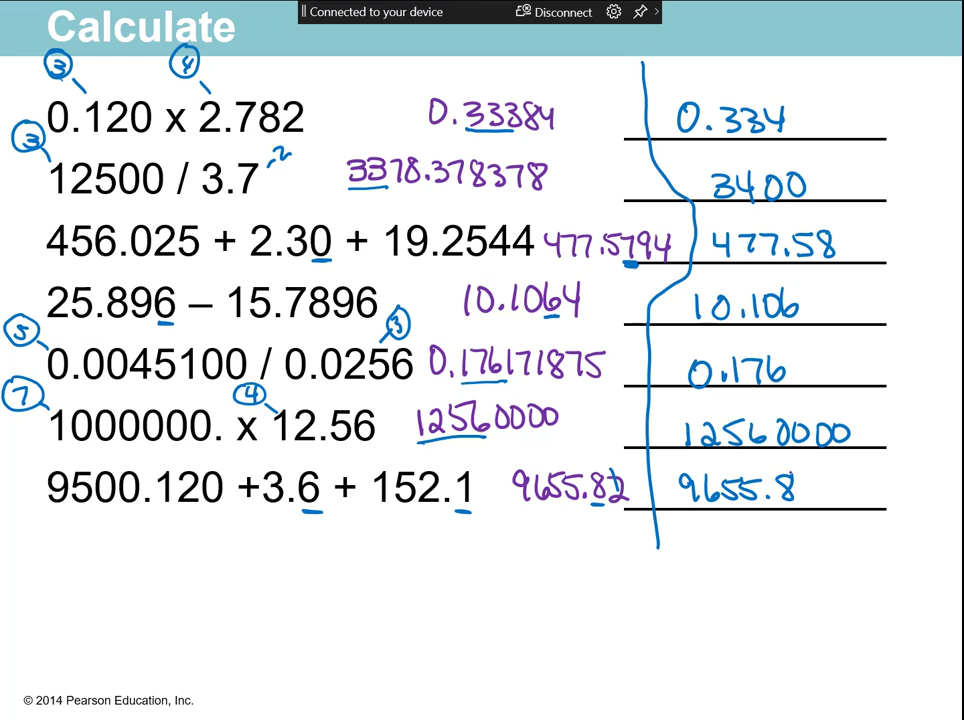 Connected to your device Disconnect
Calculate
3 4
0.120 x 2.782 0.33384 0.334
3 2
12500 / 3.7 3378.378378 3400
456.025 + 2.30 + 19.2544 477.5794 477.58
25.896 – 15.7896 10.1064 10.106
5 3
0.0045100 / 0.0256 0.176171875 0.176
7 4
1000000. x 12.56 12560000 12560000
9500.120 +3.6 + 152.1 9655.82 9655.8
© 2014 Pearson Education, Inc.